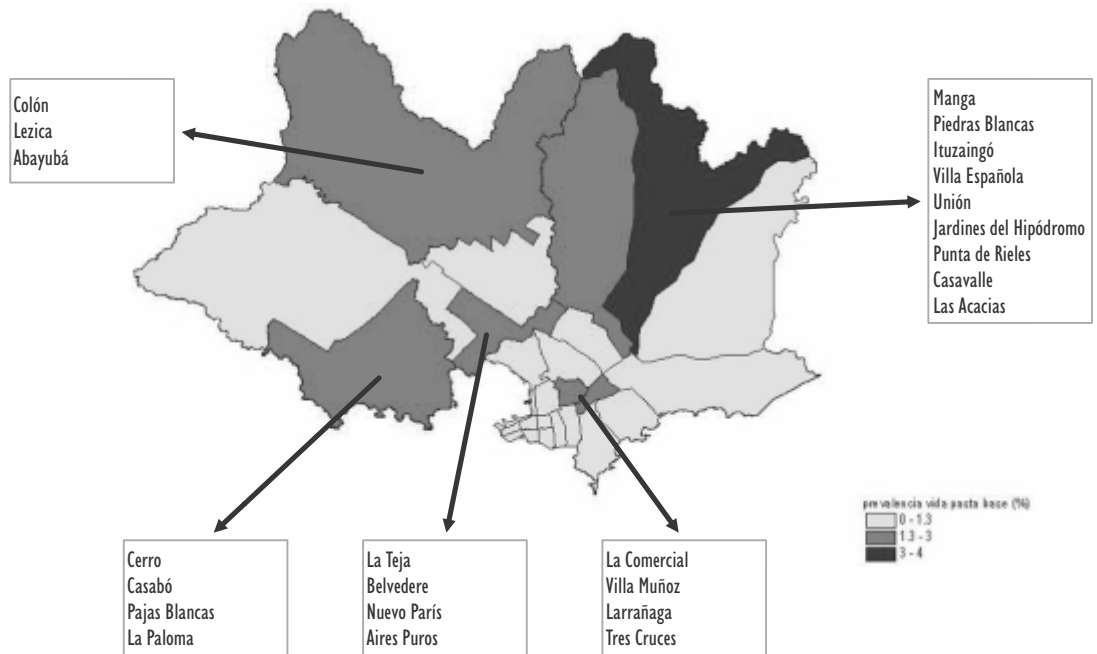 Colón
Lezica
Abayubá
Manga
Piedras Blancas
Ituzaingó
Villa Española
Unión
Jardines del Hipódromo
Punta de Rieles
Casavalle
Las Acacias
prevalencia vida pasta base (%)
0 - 1.3
1.3 - 3
3 - 4
Cerro
Casabó
Pajas Blancas
La Paloma
La Teja
Belvedere
Nuevo París
Aires Puros
La Comercial
Villa Muñoz
Larrañaga
Tres Cruces